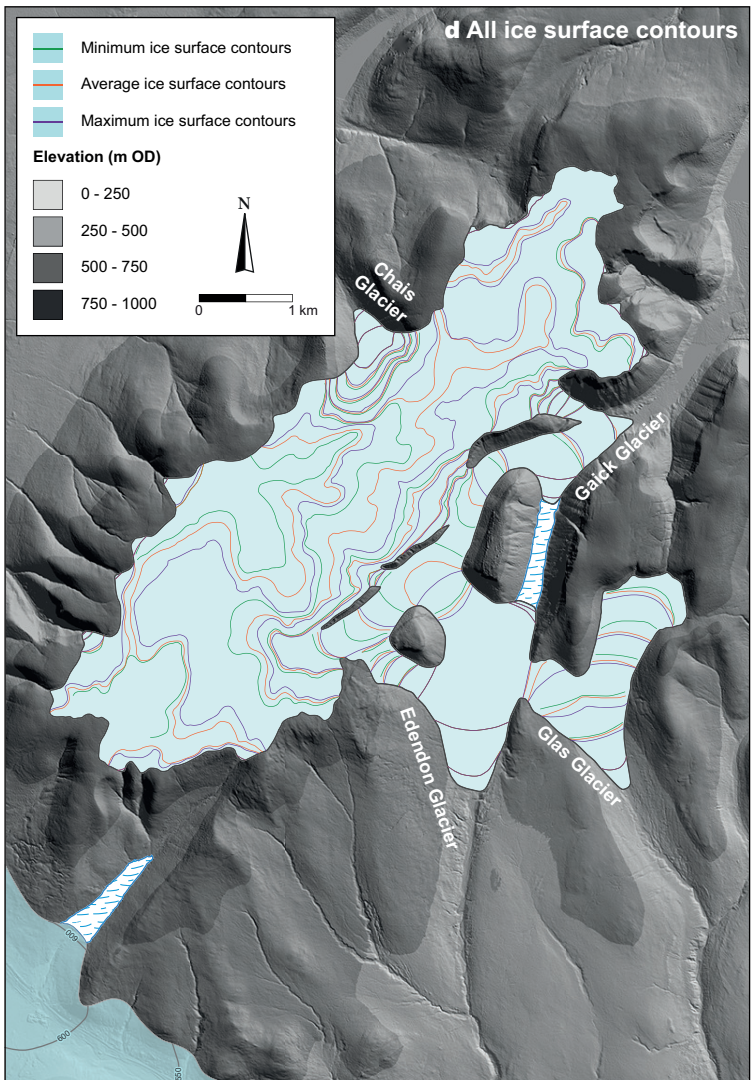 d All ice surface contours
Minimum ice surface contours
Average ice surface contours
Maximum ice surface contours
Elevation (m OD)
0 - 250
250 - 500
500 - 750
750 - 1000
N
0
1 km
Chais
Glacier
Gaick Glacier
Edendon Glacier
Glas Glacier
600
600
550